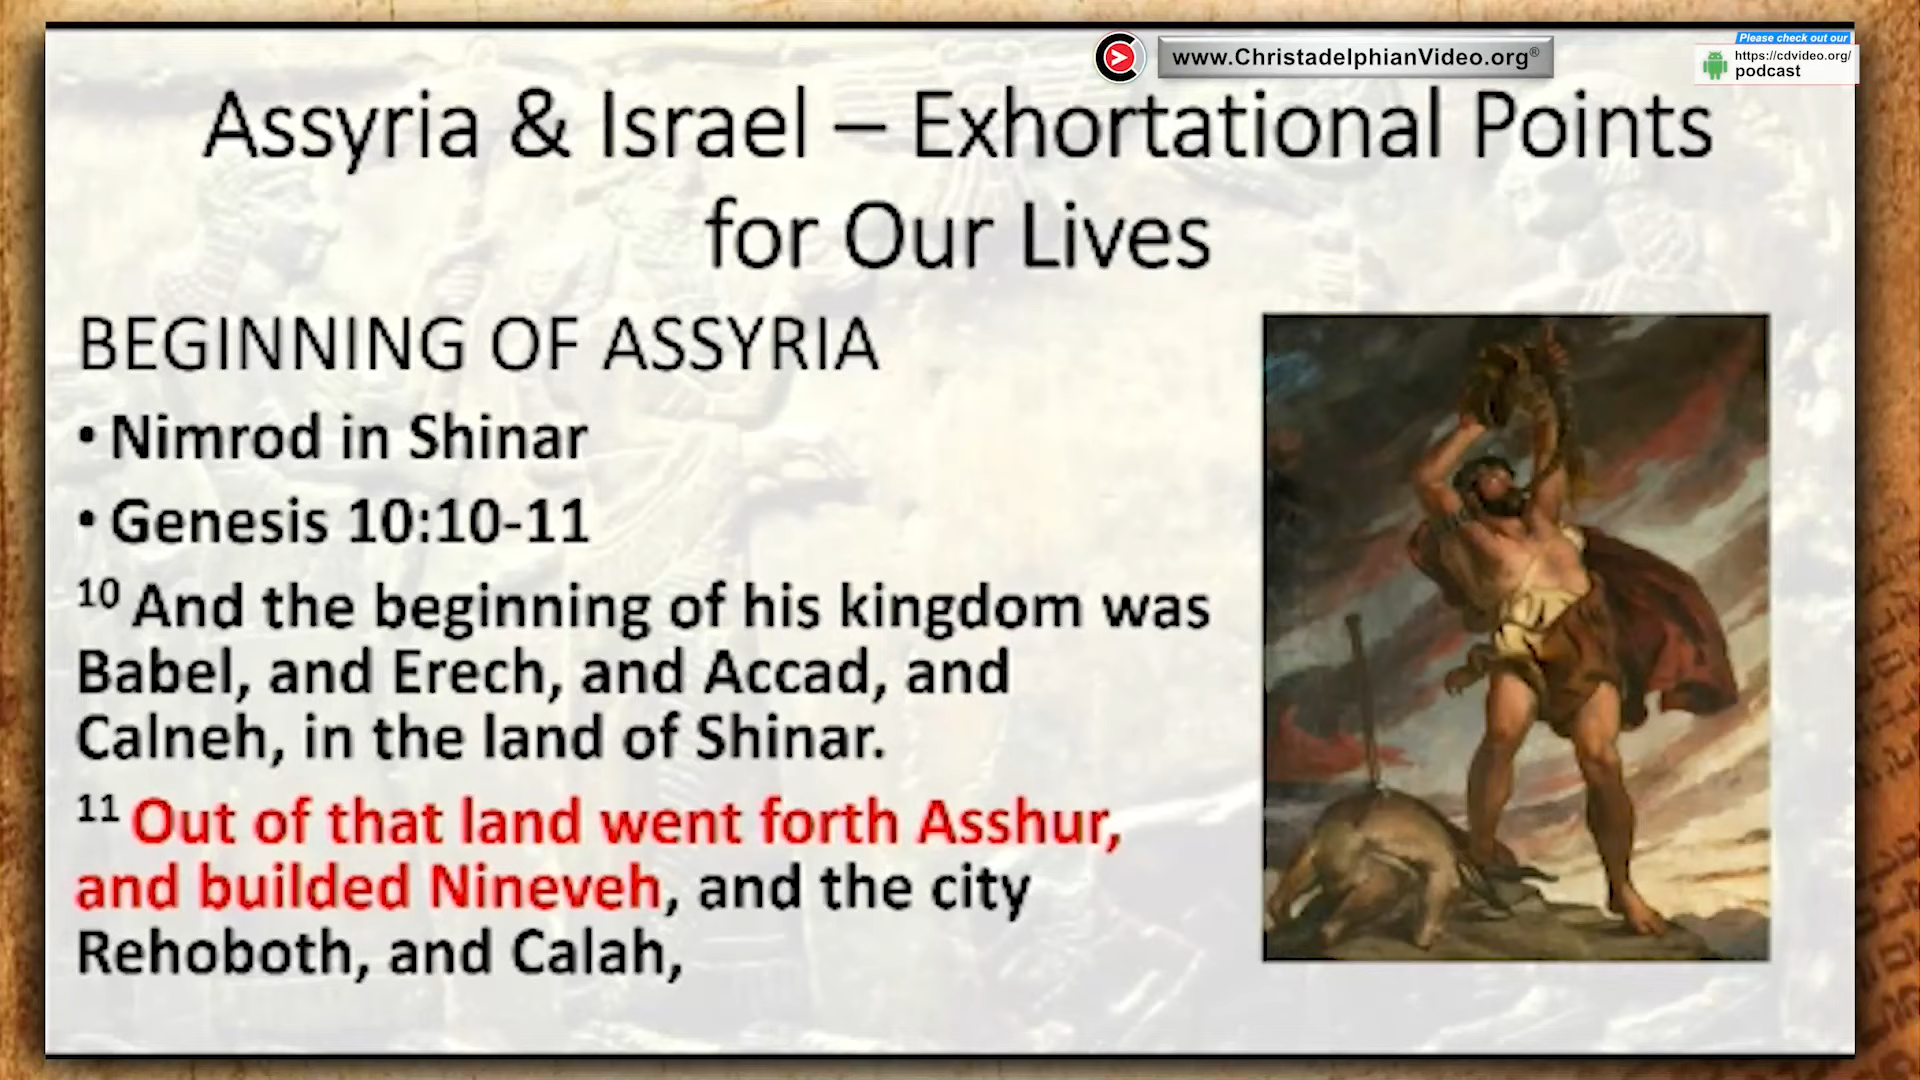 www.ChristadelphianVideo.org®
Please check out our
https://cdvideo.org/
podcast
Assyria & Israel – Exhortational Points
for Our Lives
BEGINNING OF ASSYRIA
• Nimrod in Shinar
• Genesis 10:10-11
10 And the beginning of his kingdom was
Babel, and Erech, and Accad, and
Calneh, in the land of Shinar.
11 Out of that land went forth Asshur,
and builded Nineveh, and the city
Rehoboth, and Calah,